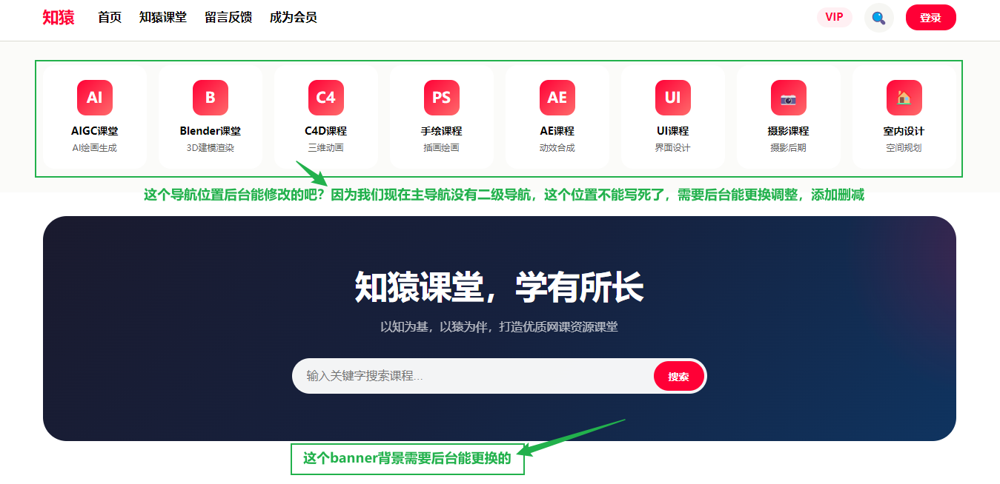 知猿 首页 知猿课堂 留言反馈 成为会员 VIP 登录
AI B C4 PS AE UI
AIGC课堂 Blender课堂 C4D课程 手绘课程 AE课程 UI课程 摄影课程 室内设计
AI绘画生成 3D建模渲染 三维动画 插画绘画 动效合成 界面设计 摄影后期 空间规划
这个导航位置后台能修改的吧？因为我们现在主导航没有二级导航，这个位置不能写死了，需要后台能更换调整，添加删减
知猿课堂，学有所长
以知为基，以猿为伴，打造优质网课资源课堂
输入关键字搜索课程... 搜索
这个banner背景需要后台能更换的